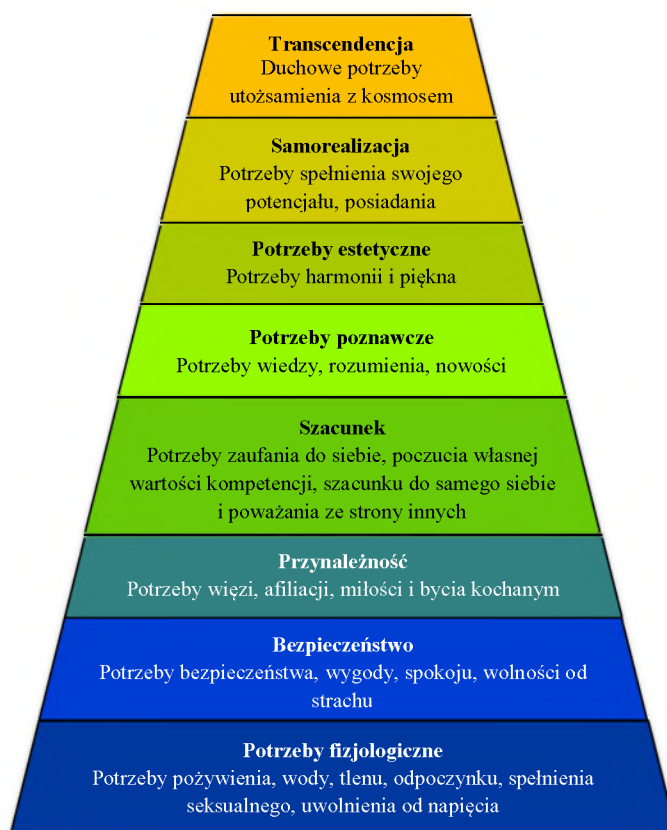 Transcendencja
Duchowe potrzeby
utożsamienia z kosmosem
Samorealizacja
Potrzeby spełnienia swojego
potencjału, posiadania
Potrzeby estetyczne
Potrzeby harmonii i piękna
Potrzeby poznawcze
Potrzeby wiedzy, rozumienia, nowości
Szacunek
Potrzeby zaufania do siebie, poczucia własnej
wartości kompetencji, szacunku do samego siebie
i poważania ze strony innych
Przynależność
Potrzeby więzi, afiliacji, miłości i bycia kochanym
Bezpieczeństwo
Potrzeby bezpieczeństwa, wygody, spokoju, wolności od
strachu
Potrzeby fizjologiczne
Potrzeby pożywienia, wody, tlenu, odpoczynku, spełnienia
seksualnego, uwolnienia od napięcia